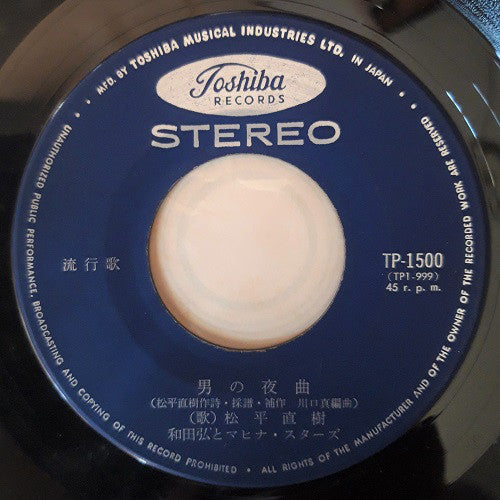 MFD. BY TOSHIBA MUSICAL INDUSTRIES LTD. IN JAPAN.
Toshiba
RECORDS
STEREO
流行歌
TP-1500
(TP1-999)
45 r. p. m.
男の夜曲
(松平直樹作詩・採譜・補作 川口真編曲)
(歌) 松平直樹
和田弘とマヒナ・スターズ
UNAUTHORIZED PUBLIC PERFORMANCE, BROADCASTING AND COPYING OF THIS RECORD PROHIBITED • ALL RIGHTS OF THE MANUFACTURER AND OF THE OWNER OF THE RECORDED WORK ARE RESERVED